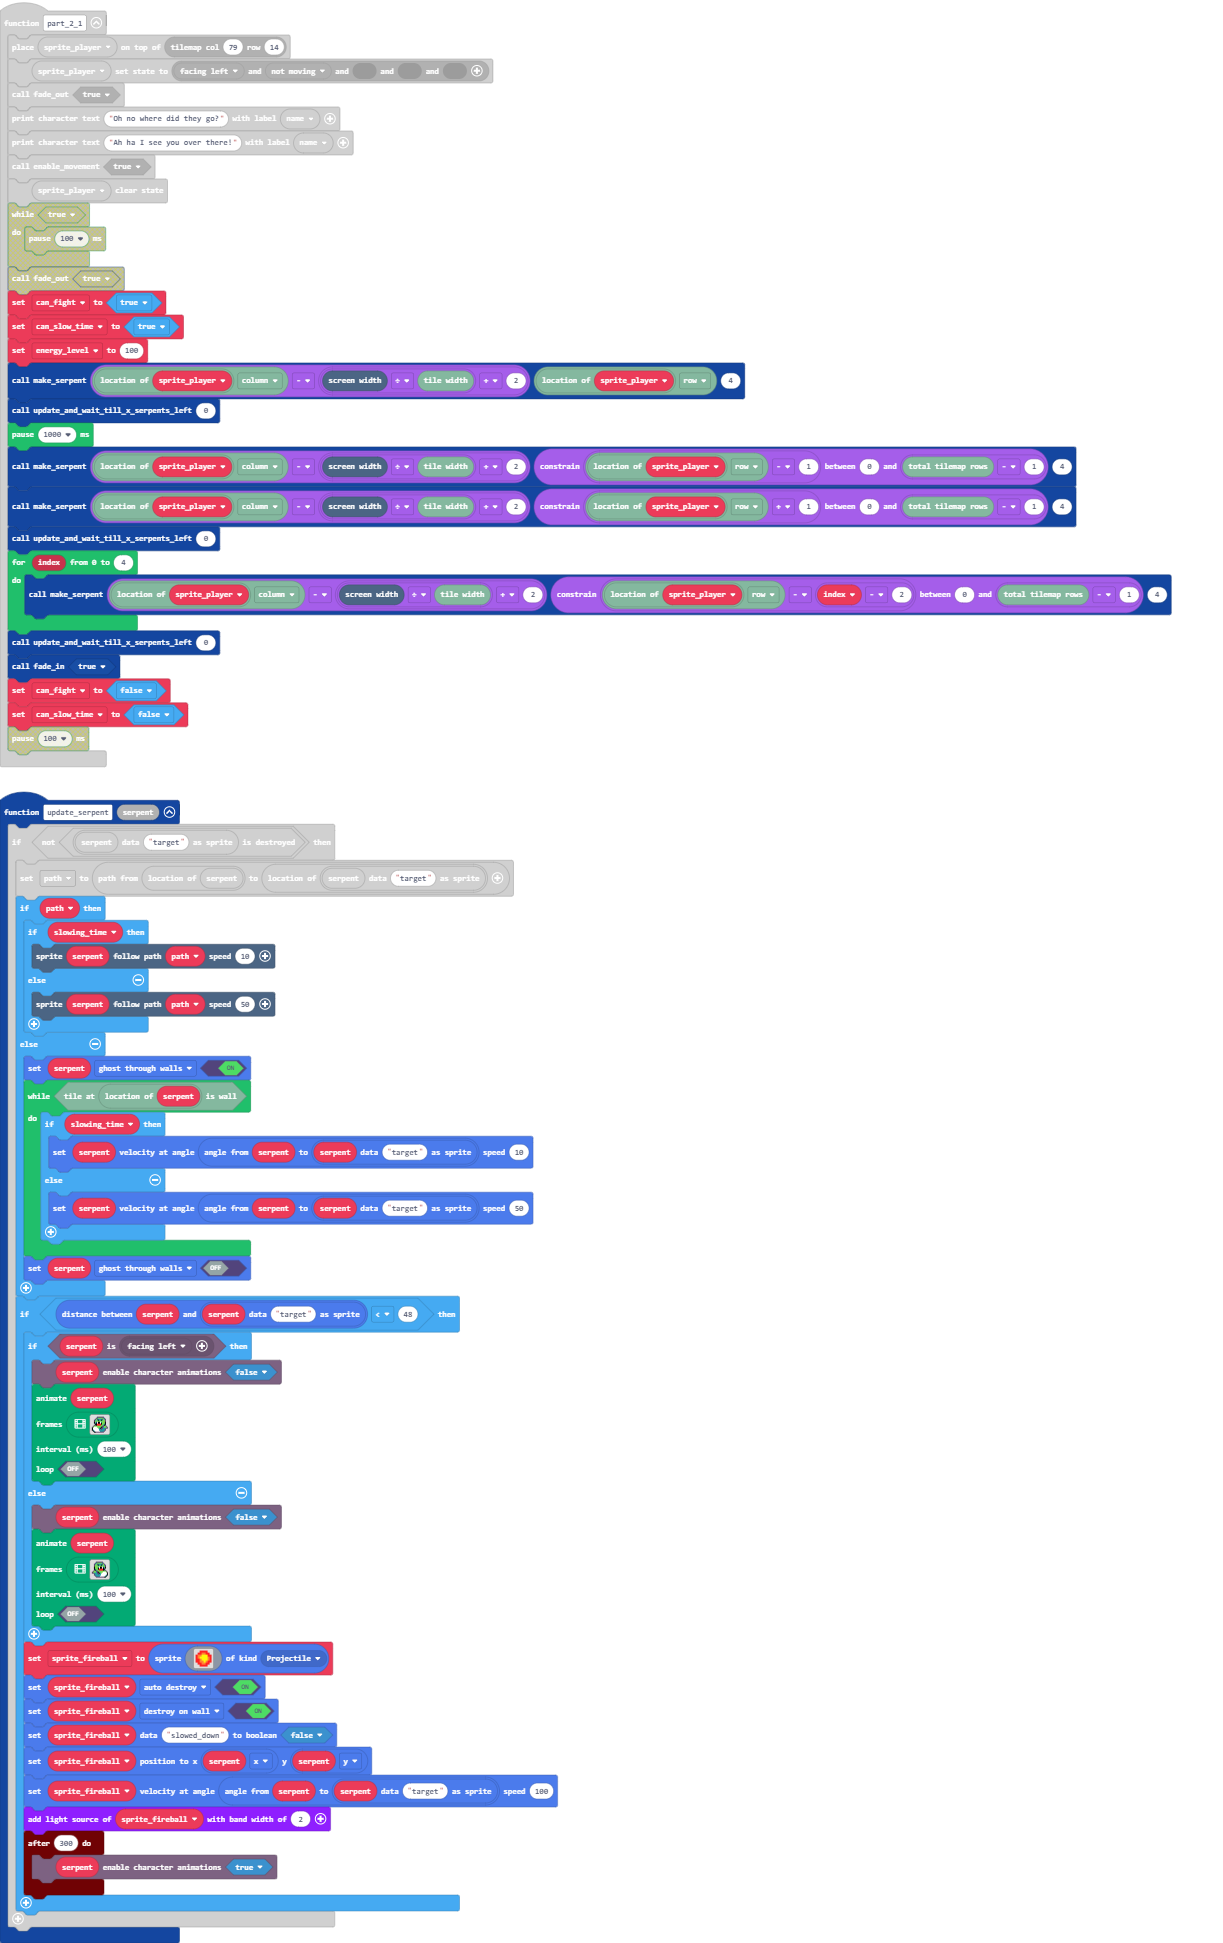 function part_2_1
place sprite_player on top of tilemap col 79 row 14
sprite_player set state to facing left and not moving and and and
call fade_out true
print character text "Oh no where did they go?" with label name
print character text "Ah ha I see you over there!" with label name
call enable_movement true
sprite_player clear state
while true
do pause 100 ms
call fade_out true
set can_fight to true
set can_slow_time to true
set energy_level to 100
call make_serpent location of sprite_player column - screen width ÷ tile width ÷ 2 location of sprite_player row 4
call update_and_wait_till_x_serpents_left 0
pause 1000 ms
call make_serpent location of sprite_player column - screen width ÷ tile width ÷ 2 constrain location of sprite_player row - 1 between 0 and total tilemap rows - 1 4
call make_serpent location of sprite_player column - screen width ÷ tile width ÷ 2 constrain location of sprite_player row + 1 between 0 and total tilemap rows - 1 4
call update_and_wait_till_x_serpents_left 0
for index from 0 to 4
do call make_serpent location of sprite_player column - screen width ÷ tile width ÷ 2 constrain location of sprite_player row - index - 2 between 0 and total tilemap rows - 1 4
call update_and_wait_till_x_serpents_left 0
call fade_in true
set can_fight to false
set can_slow_time to false
pause 100 ms
function update_serpent serpent
if not serpent data "target" as sprite is destroyed then
set path to path from location of serpent to location of serpent data "target" as sprite
if path then
if slowing_time then
sprite serpent follow path path speed 10
else
sprite serpent follow path path speed 50
else
set serpent ghost through walls ON
while tile at location of serpent is wall
do if slowing_time then
set serpent velocity at angle angle from serpent to serpent data "target" as sprite speed 10
else
set serpent velocity at angle angle from serpent to serpent data "target" as sprite speed 50
set serpent ghost through walls OFF
if distance between serpent and serpent data "target" as sprite < 48 then
if serpent is facing left then
serpent enable character animations false
animate serpent
frames
interval (ms) 100
loop OFF
else
serpent enable character animations false
animate serpent
frames
interval (ms) 100
loop OFF
set sprite_fireball to sprite of kind Projectile
set sprite_fireball auto destroy ON
set sprite_fireball destroy on wall ON
set sprite_fireball data "slowed_down" to boolean false
set sprite_fireball position to x serpent x y serpent y
set sprite_fireball velocity at angle angle from serpent to serpent data "target" as sprite speed 100
add light source of sprite_fireball with band width of 2
after 300 do
serpent enable character animations true